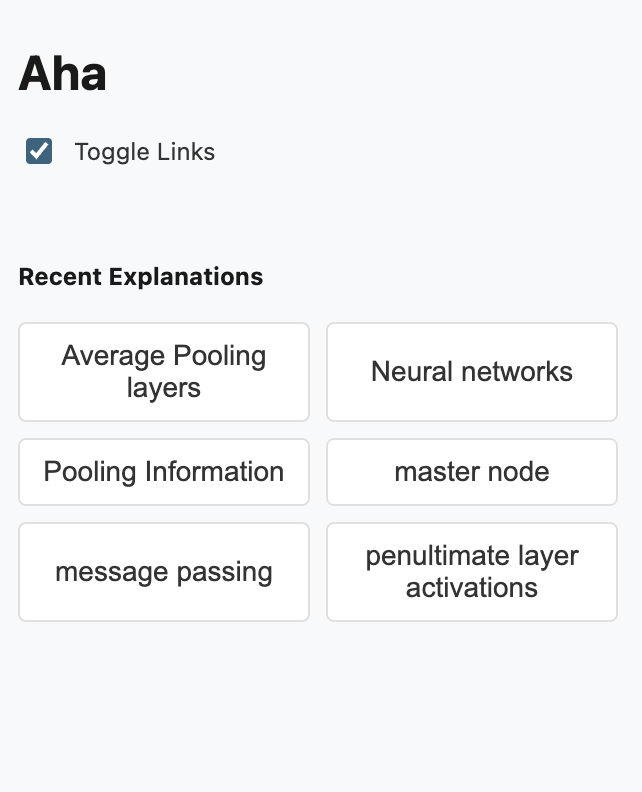 Aha
Toggle Links
Recent Explanations
Average Pooling
layers
Neural networks
Pooling Information
master node
message passing
penultimate layer
activations